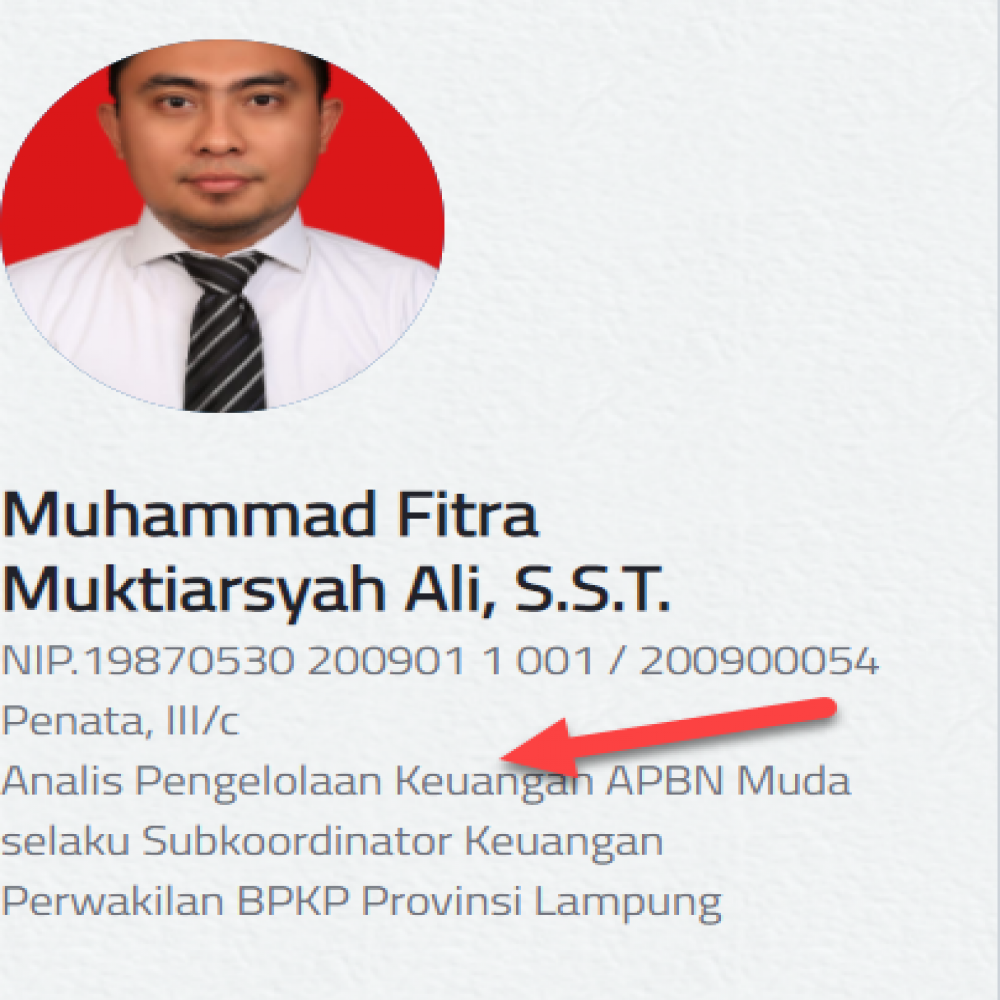 Muhammad Fitra
Muktiarsyah Ali, S.S.T.
NIP.19870530 200901 1 001 / 200900054
Penata, III/c
Analis Pengelolaan Keuangan APBN Muda
selaku Subkoordinator Keuangan
Perwakilan BPKP Provinsi Lampung